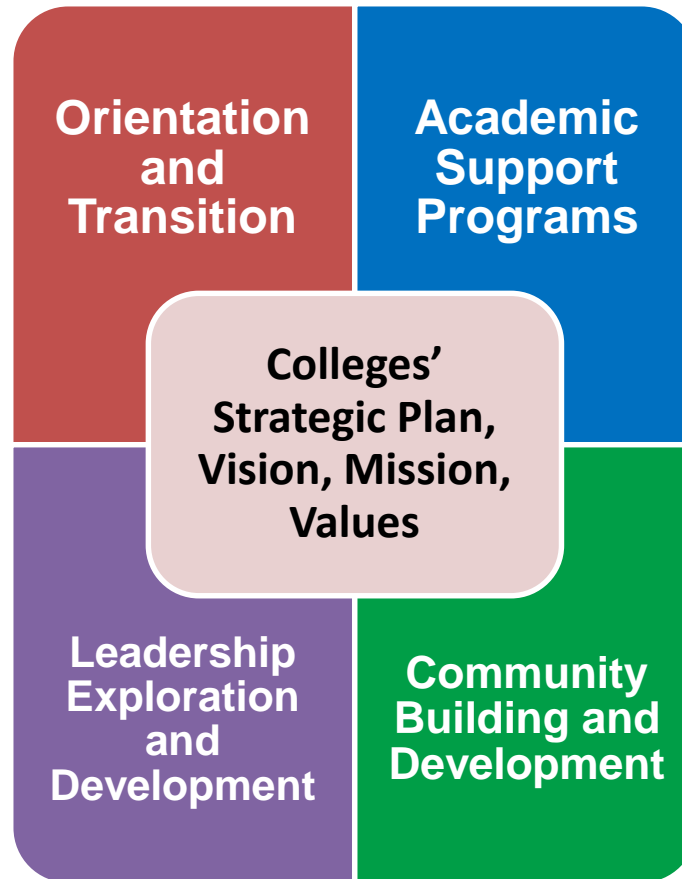 Orientation
and
Transition
Academic
Support
Programs
Colleges’
Strategic Plan,
Vision, Mission,
Values
Leadership
Exploration
and
Development
Community
Building and
Development